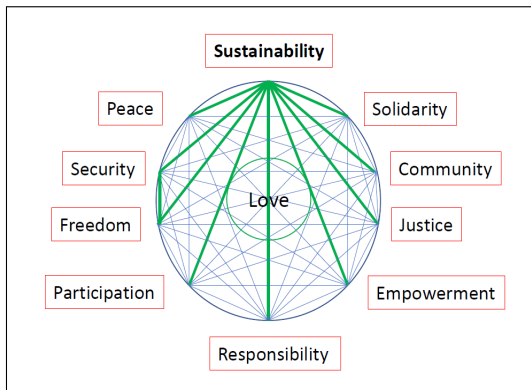 Sustainability
Peace
Solidarity
Security
Community
Love
Freedom
Justice
Participation
Empowerment
Responsibility